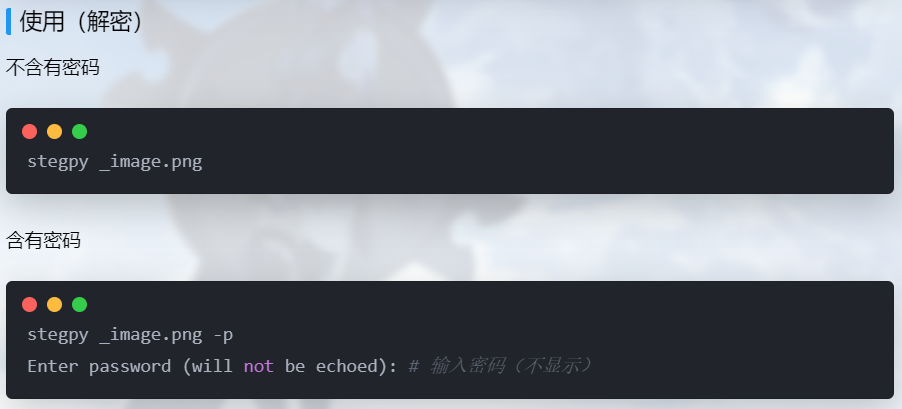 使用（解密）
不含有密码
stegpy _image.png
含有密码
stegpy _image.png -p
Enter password (will not be echoed): # 输入密码（不显示）